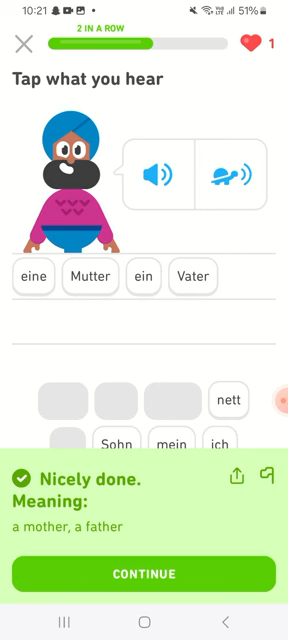 10:21 51%
2 IN A ROW
1
Tap what you hear
eine Mutter ein Vater
nett
Sohn mein ich
Nicely done.
Meaning:
a mother, a father
CONTINUE